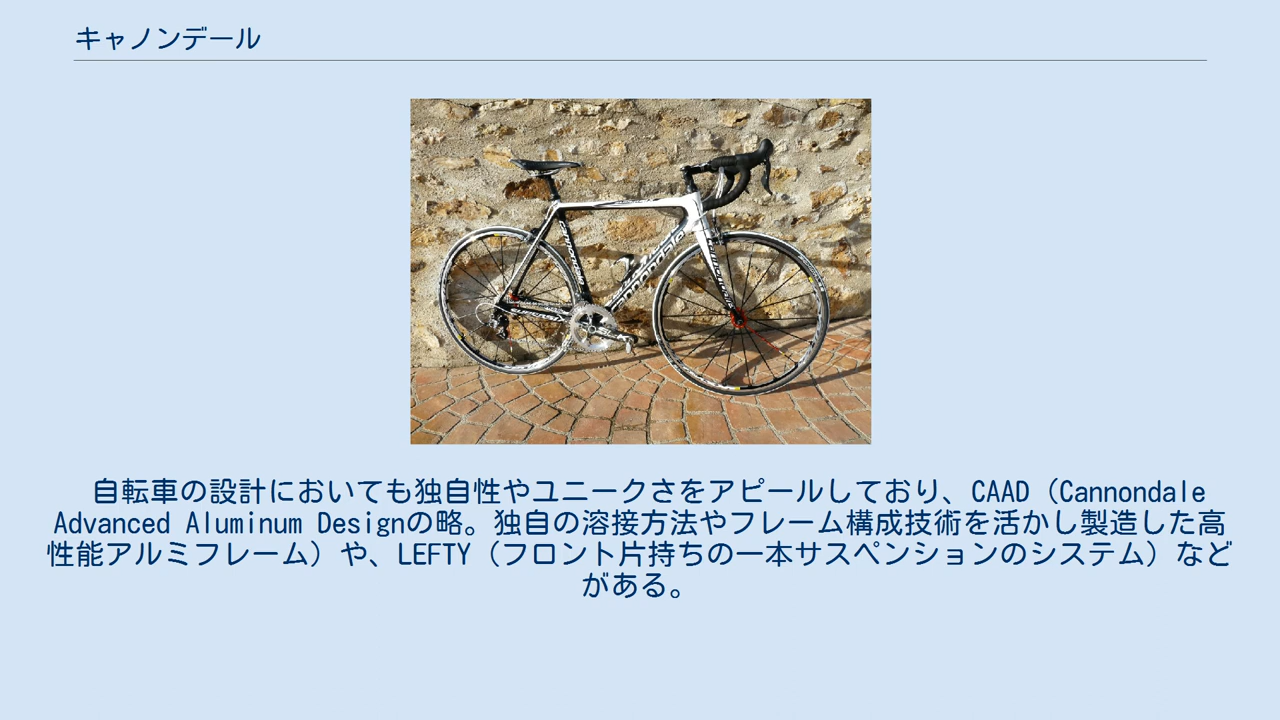 キャノンデール
cannondale
cannondale
cannondale
自転車の設計においても独自性やユニークさをアピールしており、CAAD（Cannondale
Advanced Aluminum Designの略。独自の溶接方法やフレーム構成技術を活かし製造した高
性能アルミフレーム）や、LEFTY（フロント片持ちの一本サスペンションのシステム）など
がある。